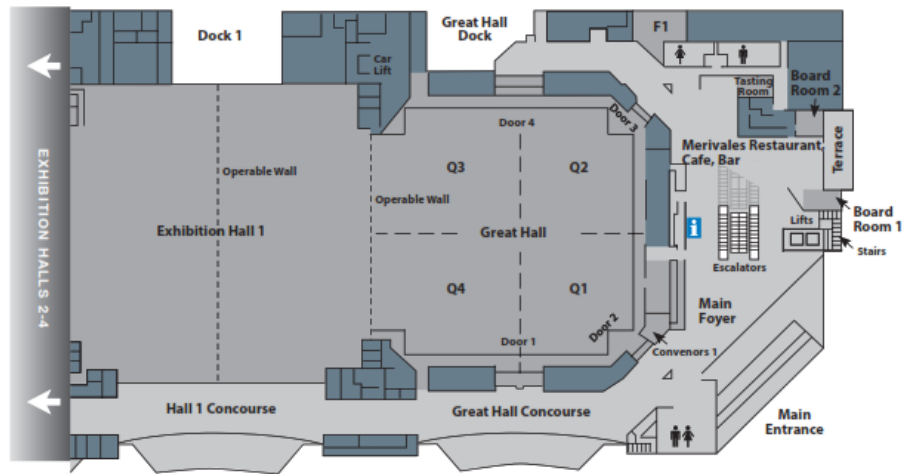 Dock 1
Great Hall
Dock
F1
Car
Lift
Tasting
Room
Board
Room 2
Door 4
Door 3
Merivales Restaurant,
Cafe, Bar
Terrace
Q3
Q2
Operable Wall
Operable Wall
EXHIBITION HALLS 2-4
Exhibition Hall 1
Great Hall
i
Lifts
Board
Room 1
Stairs
Escalators
Q4
Q1
Main
Foyer
Door 2
Door 1
Convenors 1
Hall 1 Concourse
Great Hall Concourse
Main
Entrance